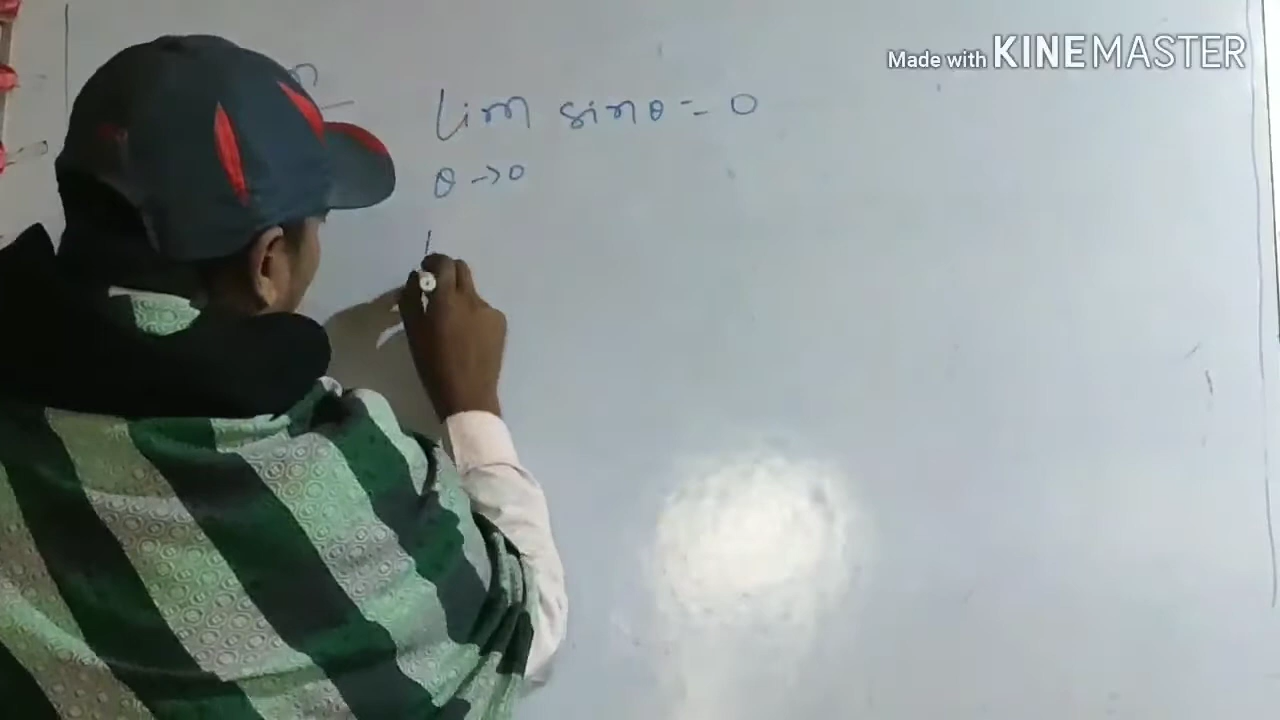 Made with KINEMASTER
lim sinθ = 0
θ → 0